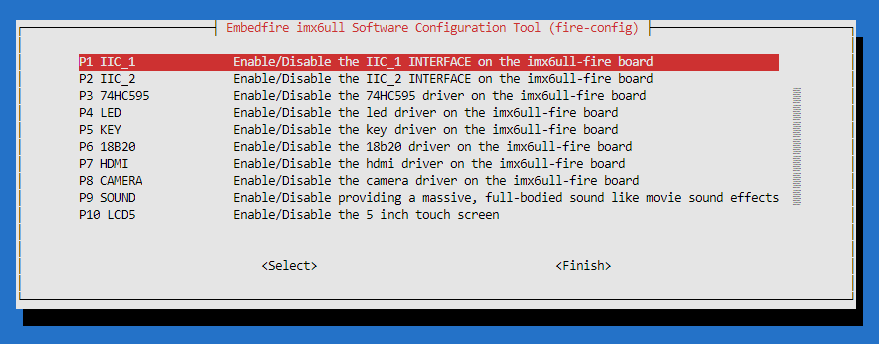 Embedfire imx6ull Software Configuration Tool (fire-config)
P1 IIC_1 Enable/Disable the IIC_1 INTERFACE on the imx6ull-fire board
P2 IIC_2 Enable/Disable the IIC_2 INTERFACE on the imx6ull-fire board
P3 74HC595 Enable/Disable the 74HC595 driver on the imx6ull-fire board
P4 LED Enable/Disable the led driver on the imx6ull-fire board
P5 KEY Enable/Disable the key driver on the imx6ull-fire board
P6 18B20 Enable/Disable the 18b20 driver on the imx6ull-fire board
P7 HDMI Enable/Disable the hdmi driver on the imx6ull-fire board
P8 CAMERA Enable/Disable the camera driver on the imx6ull-fire board
P9 SOUND Enable/Disable providing a massive, full-bodied sound like movie sound effects
P10 LCD5 Enable/Disable the 5 inch touch screen
<Select> <Finish>